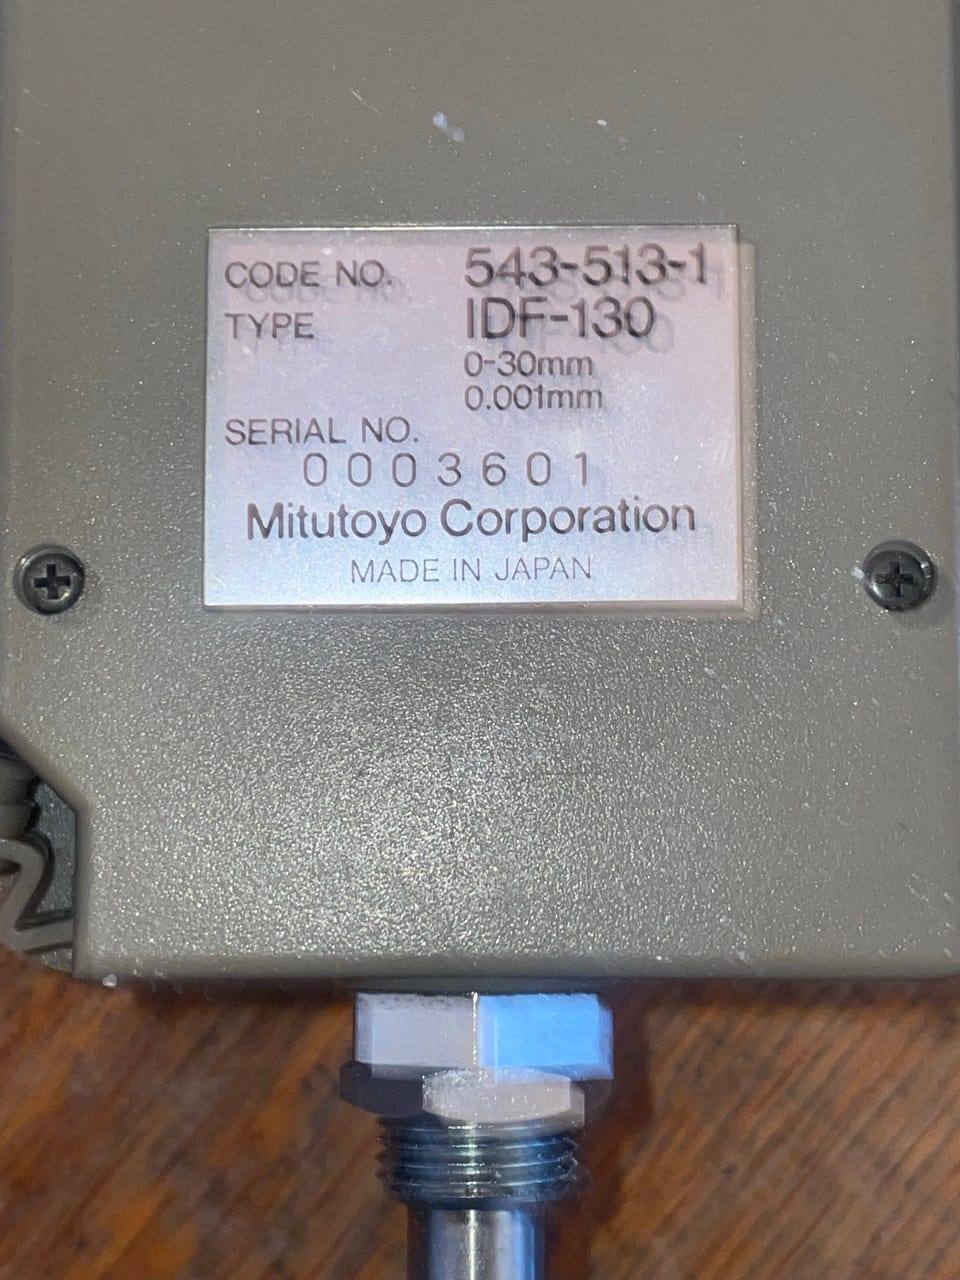 CODE NO. 543-513-1
TYPE IDF-130
0-30mm
0.001mm
SERIAL NO.
0003601
Mitutoyo Corporation
MADE IN JAPAN